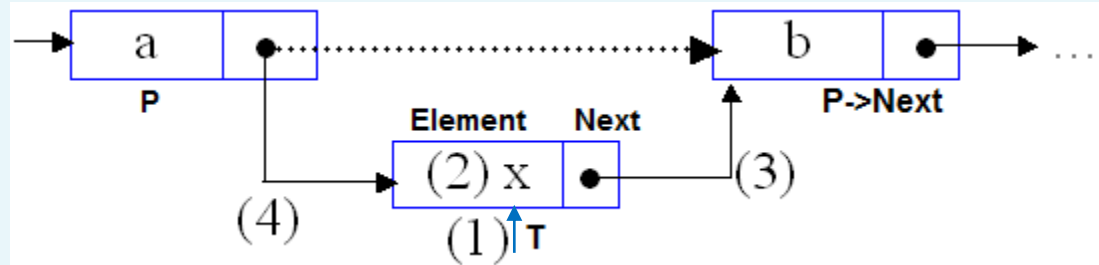 a b ...
P P->Next
Element Next
(2) x (3)
(4) (1) T